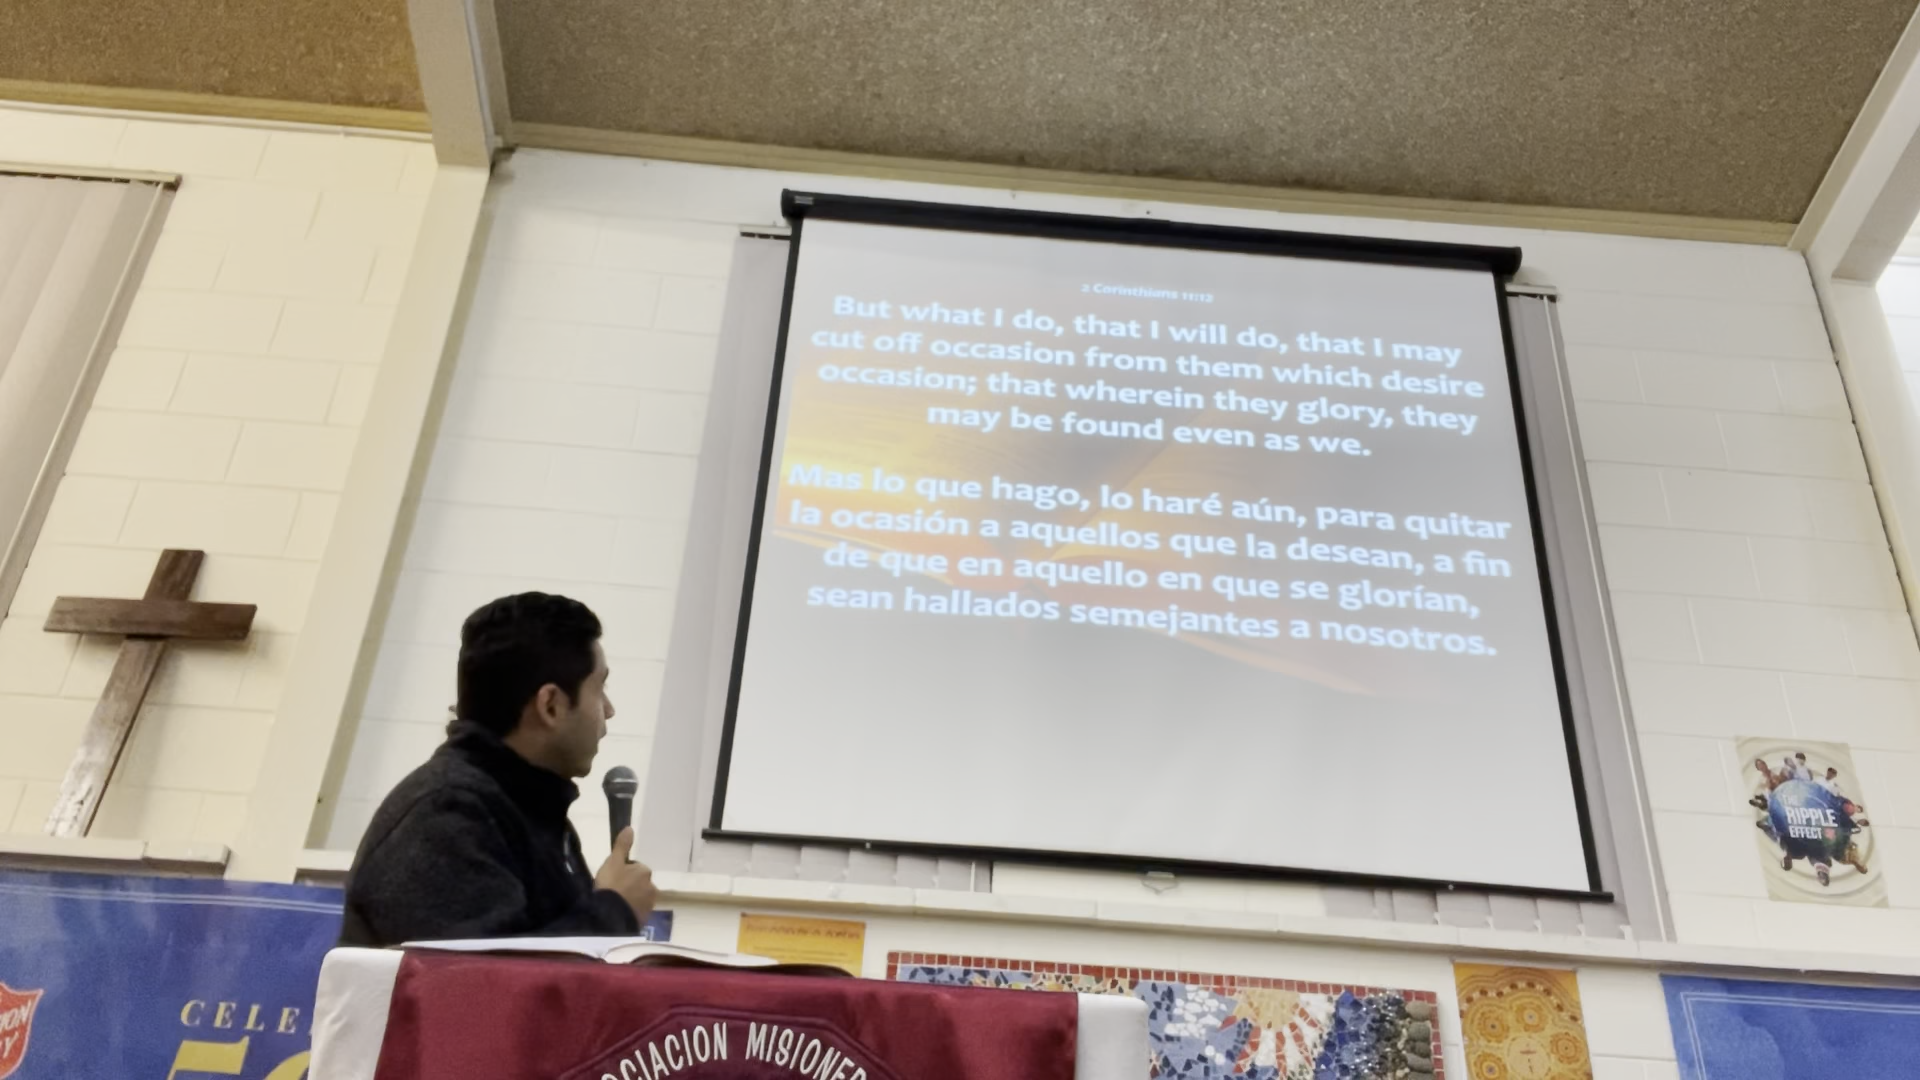 2 Corinthians 11:12
But what I do, that I will do, that I may
cut off occasion from them which desire
occasion; that wherein they glory, they
may be found even as we.
Mas lo que hago, lo haré aún, para quitar
la ocasión a aquellos que la desean, a fin
de que en aquello en que se glorían,
sean hallados semejantes a nosotros.
THE
RIPPLE
EFFECT
CELE
OCIACION MISIONER